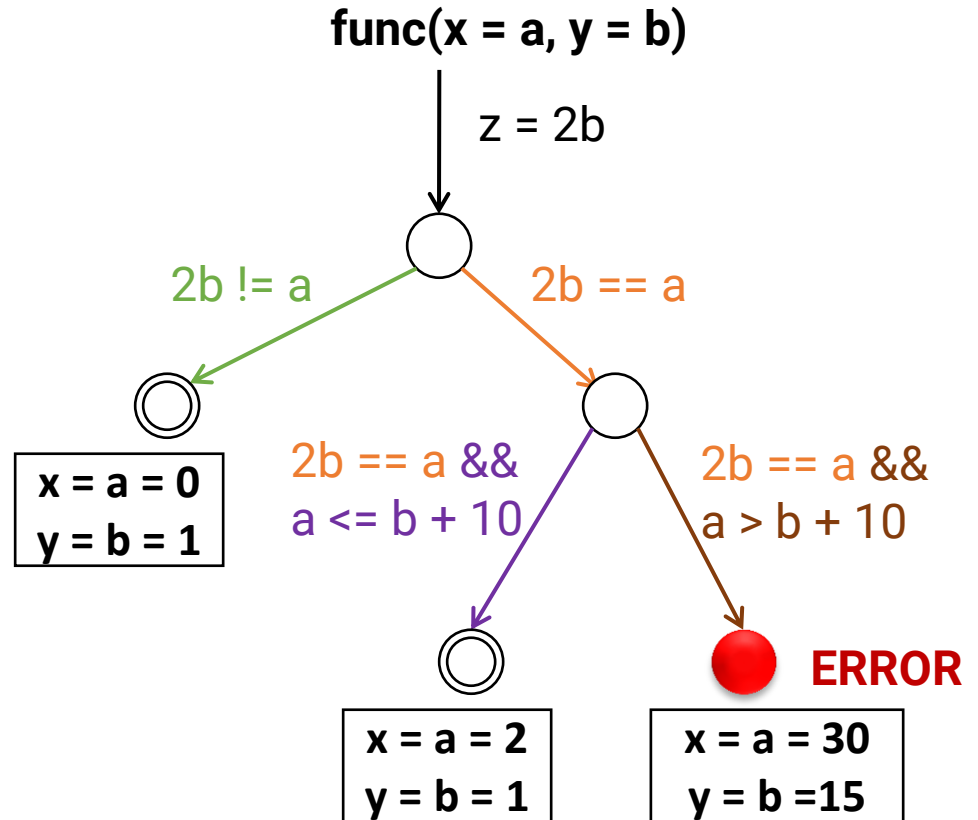 func(x = a, y = b)
z = 2b
2b != a
2b == a
x = a = 0
y = b = 1
2b == a &&
a <= b + 10
2b == a &&
a > b + 10
ERROR
x = a = 2
y = b = 1
x = a = 30
y = b =15